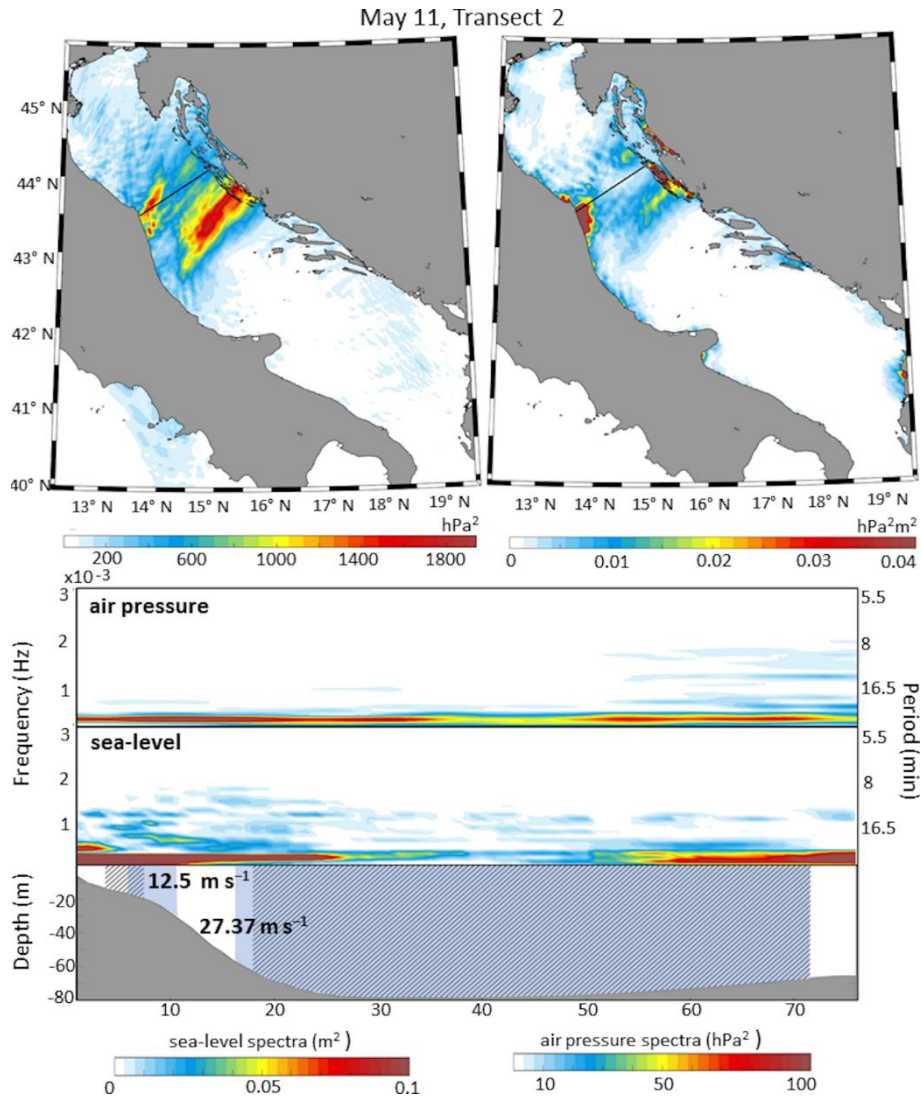 May 11, Transect 2
45° N
44° N
43° N
42° N
41° N
40° N
13° N 14° N 15° N 16° N 17° N 18° N 19° N
13° N 14° N 15° N 16° N 17° N 18° N 19° N
hPa²
200 600 1000 1400 1800
hPa²m²
0 0.01 0.02 0.03 0.04
x10⁻³
3
2
1
air pressure
5.5
8
16.5
Frequency (Hz)
Period (min)
3
2
1
sea-level
5.5
8
16.5
Depth (m)
-20
-40
-60
-80
12.5 m s⁻¹
27.37 m s⁻¹
10 20 30 40 50 60 70
sea-level spectra (m²)
0 0.05 0.1
air pressure spectra (hPa²)
10 50 100